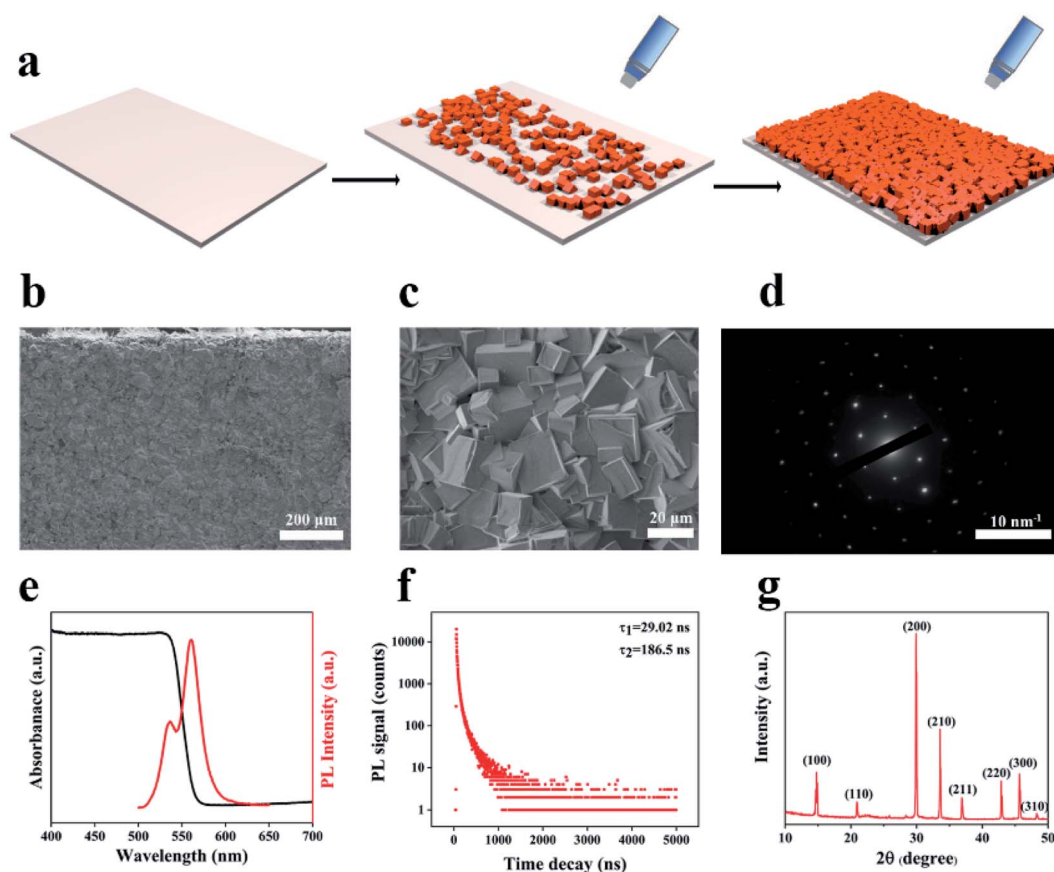 a
b
c
d
200 µm
20 µm
10 nm⁻¹
e
f
g
Absorbanace (a.u.)
PL Intensity (a.u.)
400
450
500
550
600
650
700
Wavelength (nm)
PL signal (counts)
10000
1000
100
10
1
τ1=29.02 ns
τ2=186.5 ns
0
1000
2000
3000
4000
5000
Time decay (ns)
Intensity (a.u.)
(100)
(110)
(200)
(210)
(211)
(220)
(300)
(310)
10
20
30
40
50
2θ (degree)